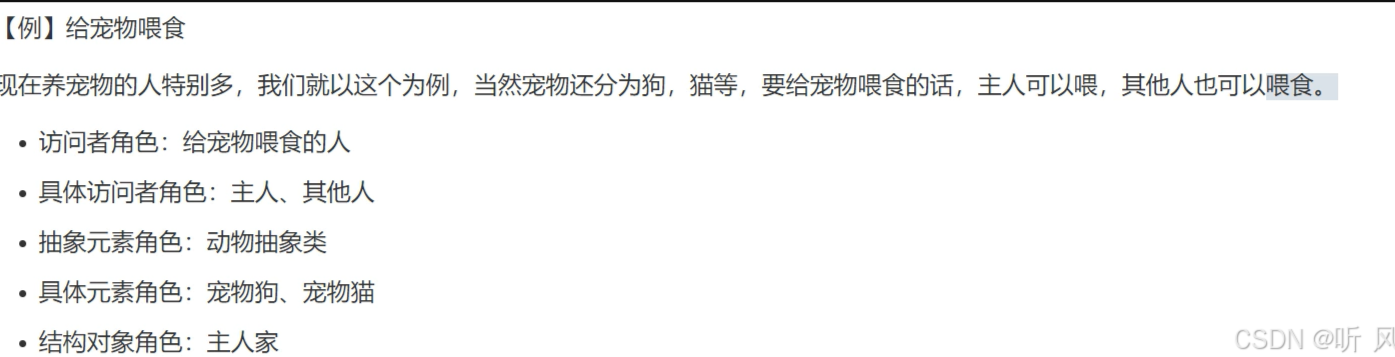 【例】给宠物喂食
现在养宠物的人特别多，我们就以这个为例，当然宠物还分为狗，猫等，要给宠物喂食的话，主人可以喂，其他人也可以喂食。
• 访问者角色：给宠物喂食的人
• 具体访问者角色：主人、其他人
• 抽象元素角色：动物抽象类
• 具体元素角色：宠物狗、宠物猫
• 结构对象角色：主人家
CSDN @听 风